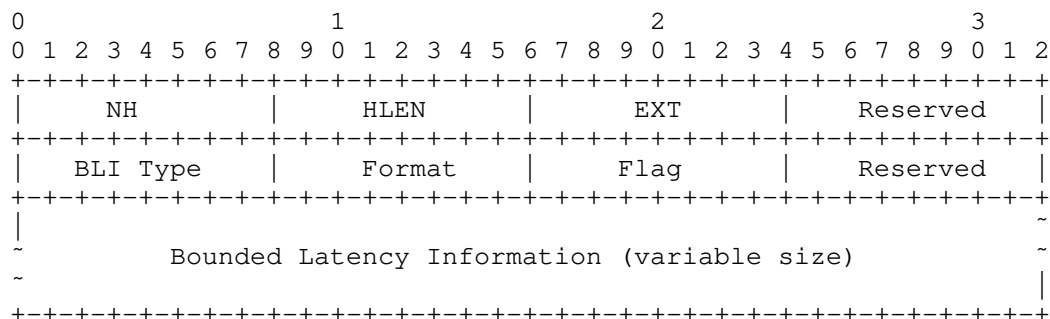 0                   1                   2                   3
0 1 2 3 4 5 6 7 8 9 0 1 2 3 4 5 6 7 8 9 0 1 2 3 4 5 6 7 8 9 0 1 2
+-+-+-+-+-+-+-+-+-+-+-+-+-+-+-+-+-+-+-+-+-+-+-+-+-+-+-+-+-+-+-+-+
|     NH        |     HLEN      |      EXT      |    Reserved   |
+-+-+-+-+-+-+-+-+-+-+-+-+-+-+-+-+-+-+-+-+-+-+-+-+-+-+-+-+-+-+-+-+
|   BLI Type    |     Format    |     Flag      |    Reserved   |
+-+-+-+-+-+-+-+-+-+-+-+-+-+-+-+-+-+-+-+-+-+-+-+-+-+-+-+-+-+-+-+-+
|                                                               ~
~         Bounded Latency Information (variable size)           ~
~                                                               |
+-+-+-+-+-+-+-+-+-+-+-+-+-+-+-+-+-+-+-+-+-+-+-+-+-+-+-+-+-+-+-+-+